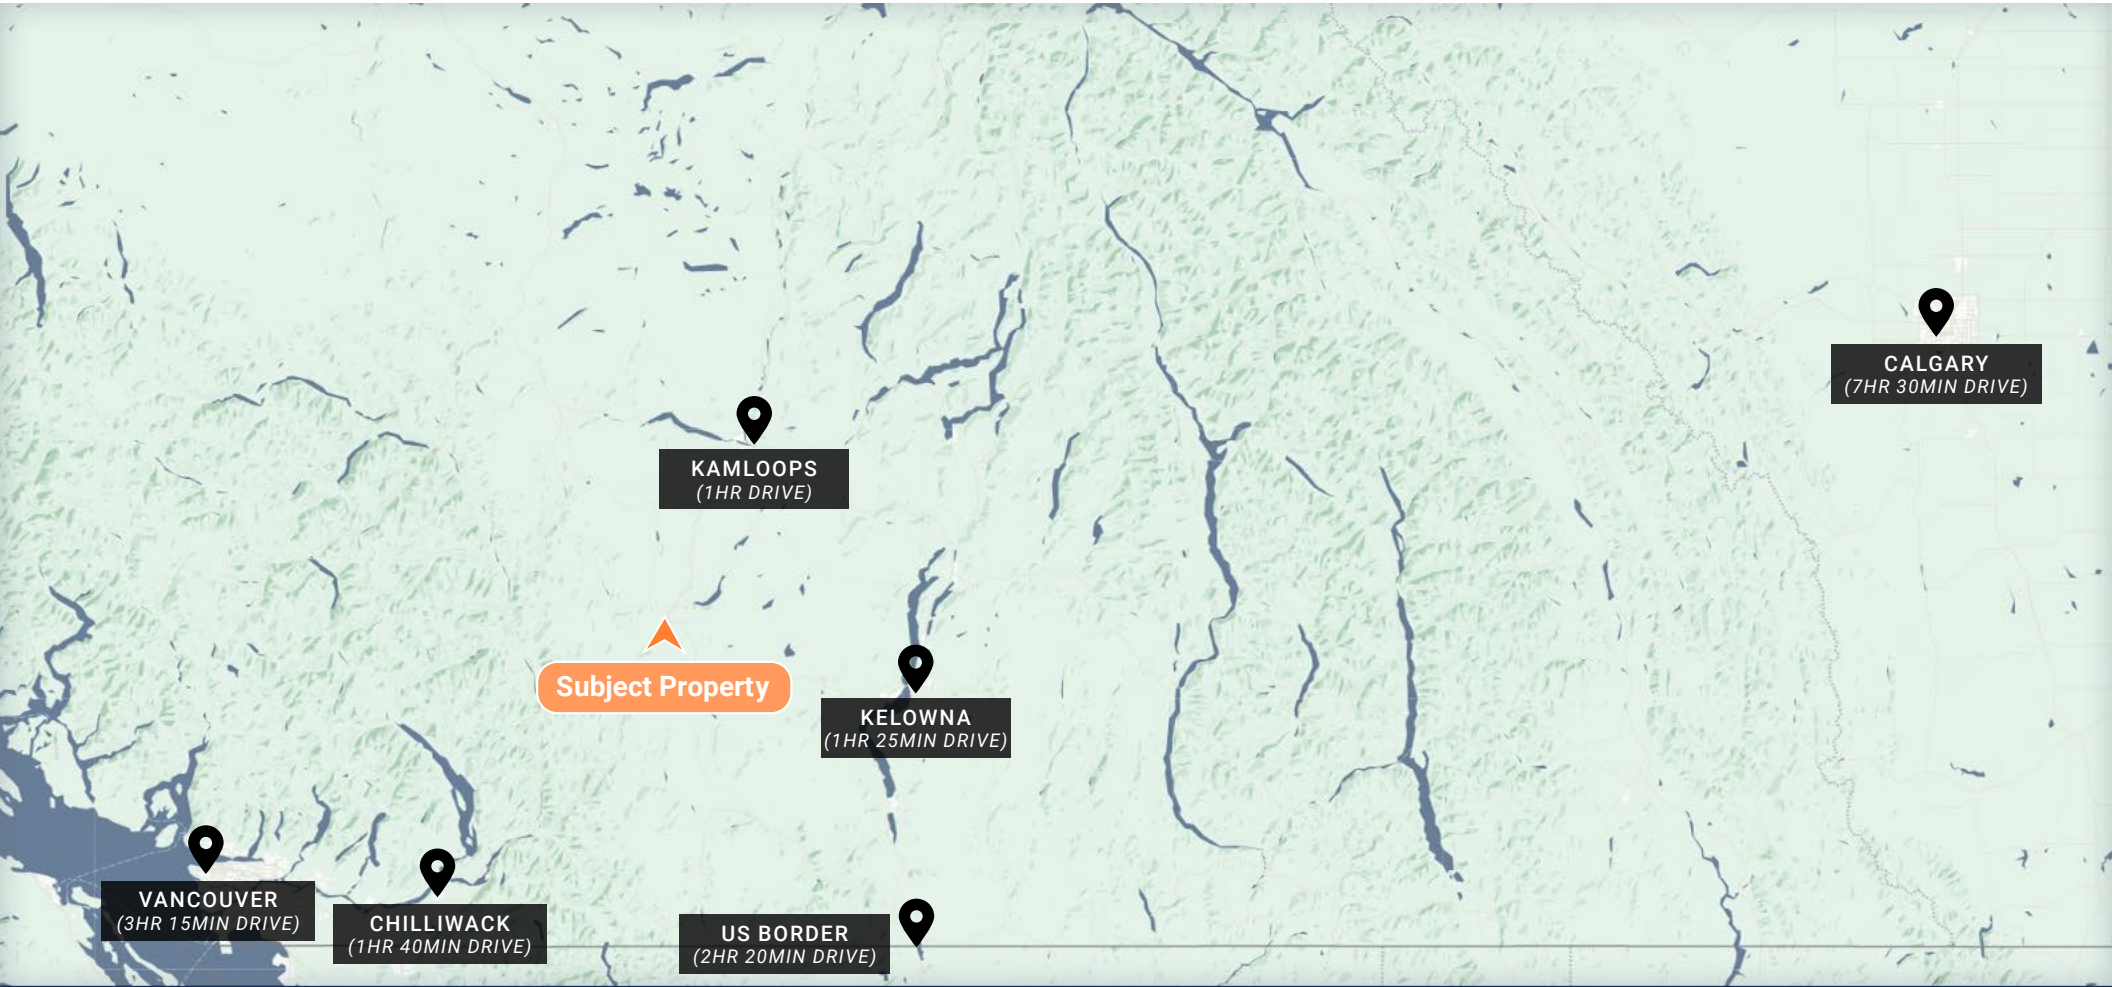 CALGARY
(7HR 30MIN DRIVE)
KAMLOOPS
(1HR DRIVE)
Subject Property
KELOWNA
(1HR 25MIN DRIVE)
VANCOUVER
(3HR 15MIN DRIVE)
CHILLIWACK
(1HR 40MIN DRIVE)
US BORDER
(2HR 20MIN DRIVE)